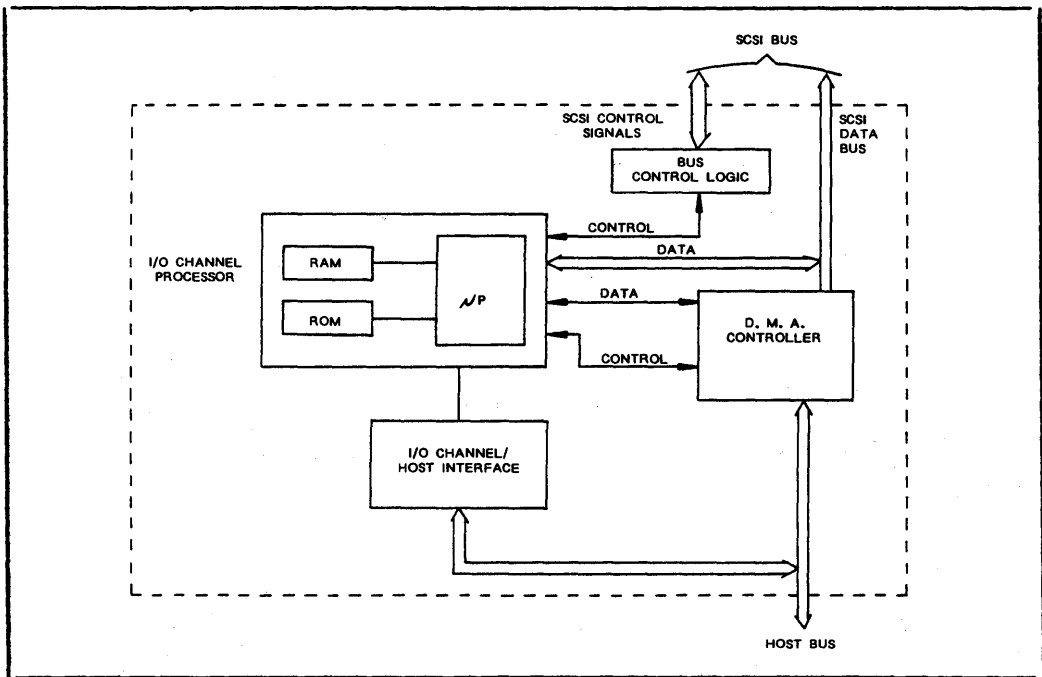 SCSI BUS
SCSI CONTROL
SIGNALS
SCSI
DATA
BUS
BUS
CONTROL LOGIC
CONTROL
DATA
I/O CHANNEL
PROCESSOR
RAM
ROM
μP
DATA
CONTROL
D. M. A.
CONTROLLER
I/O CHANNEL/
HOST INTERFACE
HOST BUS